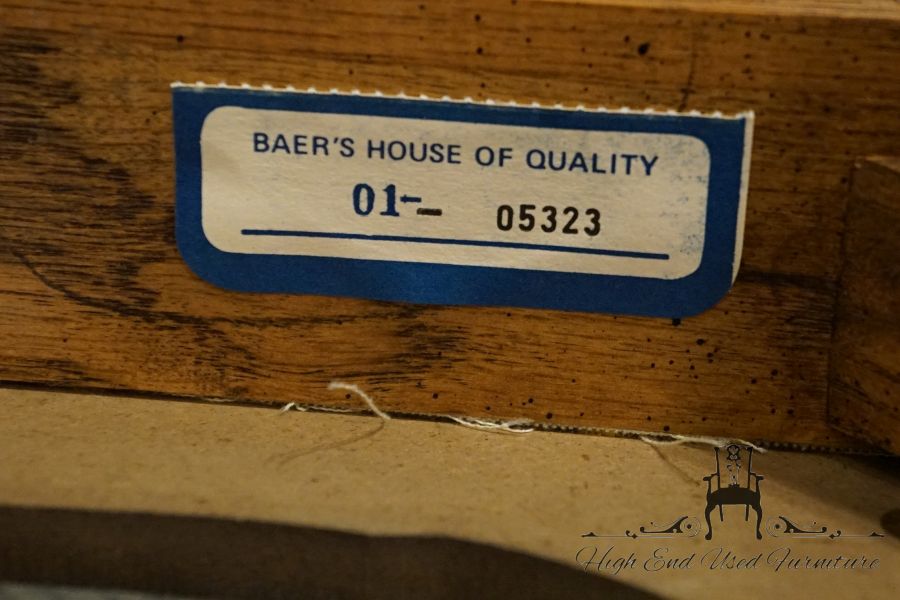 BAER'S HOUSE OF QUALITY
01-- 05323
High End Used Furniture